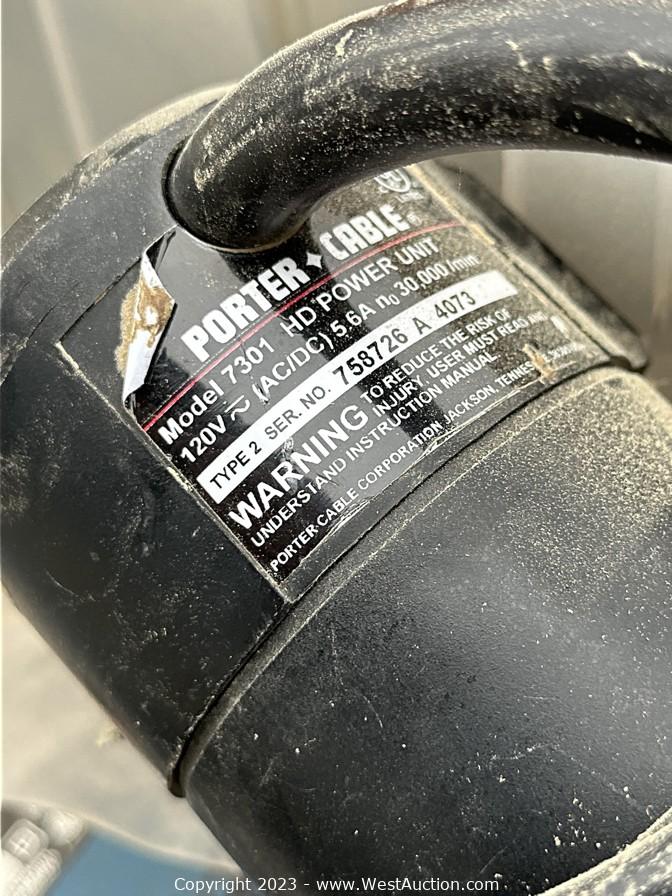 PORTER✦CABLE®
Model 7301 HD POWER UNIT
120V ⏦ (AC/DC) 5.6A n₀ 30,000/min
TYPE 2 SER. NO. 758726 A 4073
WARNING TO REDUCE THE RISK OF
INJURY, USER MUST READ AND
UNDERSTAND INSTRUCTION MANUAL
PORTER-CABLE CORPORATION JACKSON, TENNESSEE
Copyright 2023 - www.WestAuction.com